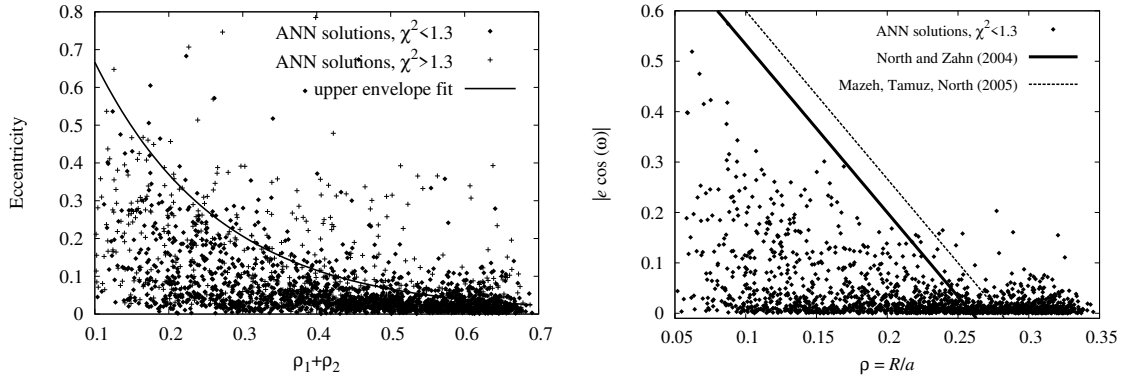 0.8
0.7
0.6
0.5
0.4
0.3
0.2
0.1
0
Eccentricity
ANN solutions, χ²<1.3
ANN solutions, χ²>1.3
upper envelope fit
0.1 0.2 0.3 0.4 0.5 0.6 0.7
ρ₁+ρ₂
0.6
0.5
0.4
0.3
0.2
0.1
0
|e cos (ω)|
ANN solutions, χ²<1.3
North and Zahn (2004)
Mazeh, Tamuz, North (2005)
0.05 0.1 0.15 0.2 0.25 0.3 0.35
ρ = R/a